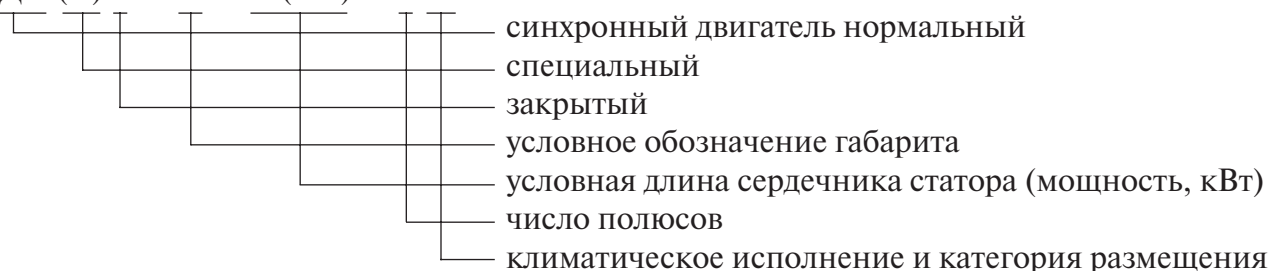 синхронный двигатель нормальный
специальный
закрытый
условное обозначение габарита
условная длина сердечника статора (мощность, кВт)
число полюсов
климатическое исполнение и категория размещения